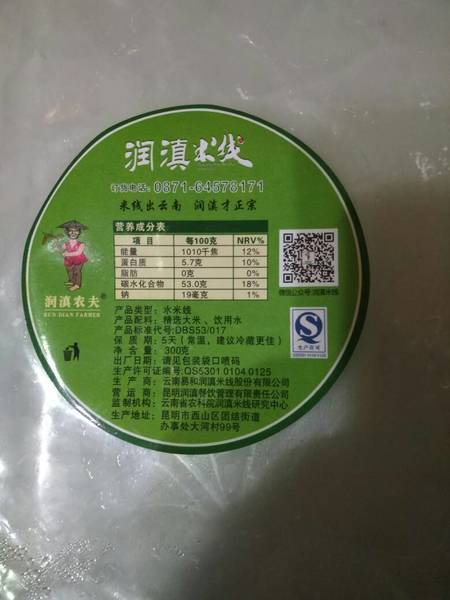 润滇米线
订货电话:0871-64578171
米线出云南 润滇才正宗
营养成分表
项目 每100克 NRV%
能量 1010千焦 12%
蛋白质 5.7克 10%
脂肪 0克 0%
碳水化合物 53.0克 18%
钠 19毫克 1%
微信公众号:润滇米线
润滇农夫
RUN DIAN FARMER
产品类型:水米线
产品配料:精选大米、饮用水
产品标准代号:DBS53/017
保质期:5天(常温,建议冷藏更佳)
净含量:300克
出厂日期:请见包装袋口喷码
生产许可证编号:QS5301 0104 0125
生产商:云南易和润滇米线股份有限公司
营运商:昆明润滇餐饮管理有限责任公司
监制机构:云南省农科院润滇米线研究中心
生产地址:昆明市西山区团结街道
办事处大河村99号